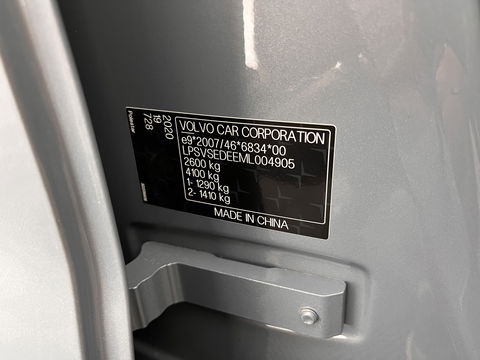 VOLVO CAR CORPORATION
e9*2007/46*6834*00
LPSVSEDEEML004905
2600 kg
4100 kg
1- 1290 kg
2- 1410 kg
MADE IN CHINA
2020
19
728
Polestar